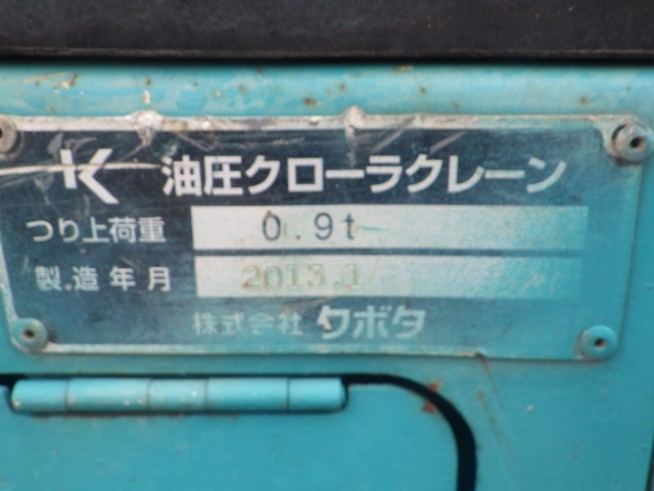 K 油圧クローラクレーン
つり上荷重 0.9t
製造年月 2013.1
株式会社 クボタ